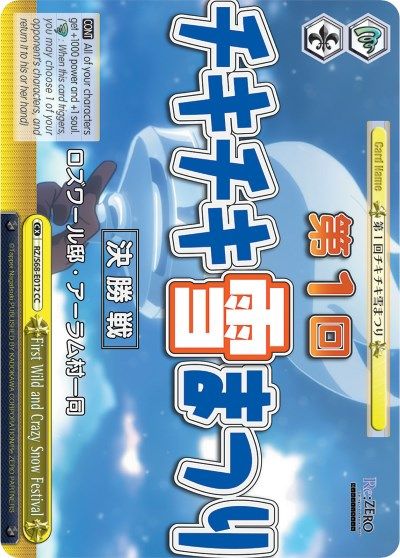 Card Name
第1回チキチキ雪まつり
Re:ZERO
第1回
チキチキ雪まつり
決勝戦
ロズワール邸・アーラム村一同
CONT All of your characters
get +1000 power and +1 soul.
( : When this card triggers,
you may choose 1 of your
opponent's characters, and
return it to his or her hand)
CX
RZ/S68-E012 CC
First Wild and Crazy Snow Festival